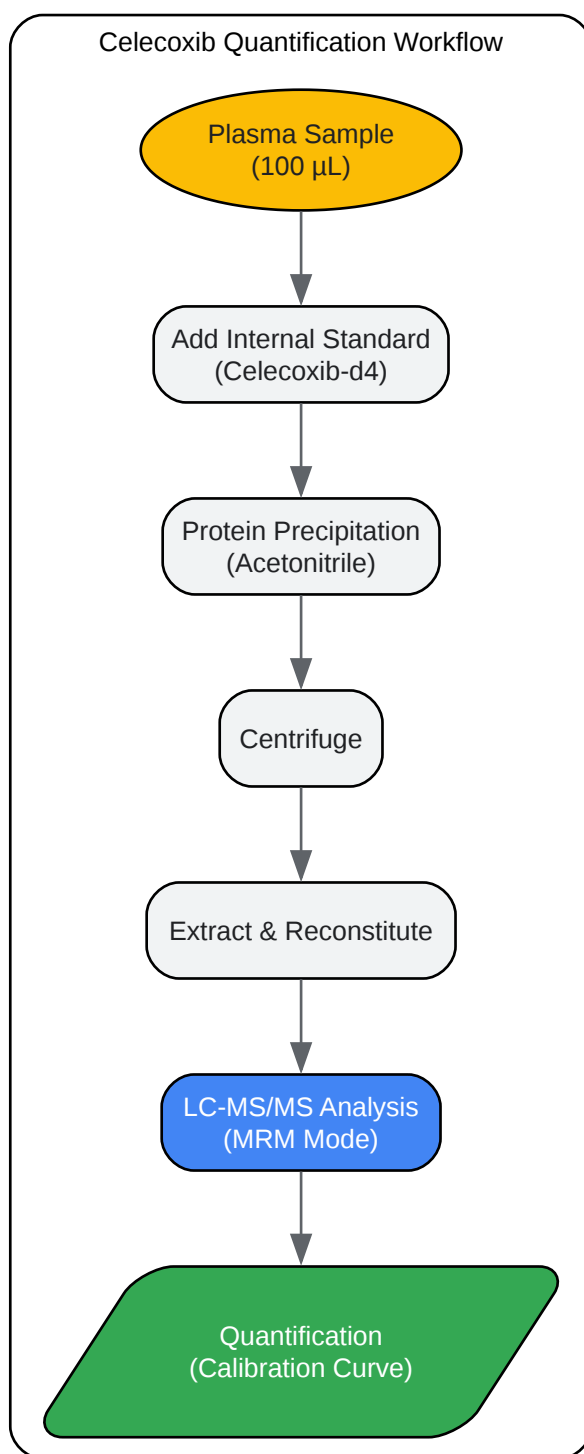 Celecoxib Quantification Workflow
Plasma Sample
(100 µL)
Add Internal Standard
(Celecoxib-d4)
Protein Precipitation
(Acetonitrile)
Centrifuge
Extract & Reconstitute
LC-MS/MS Analysis
(MRM Mode)
Quantification
(Calibration Curve)